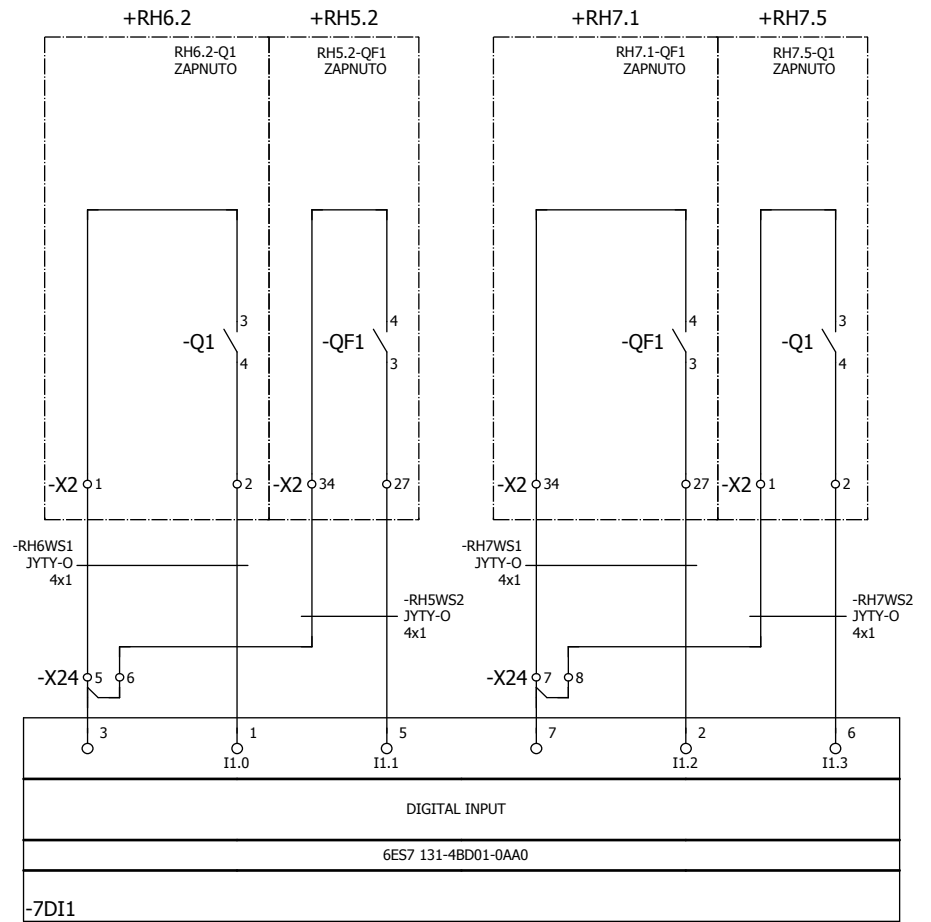 +RH6.2 +RH5.2 +RH7.1 +RH7.5
RH6.2-Q1 RH5.2-QF1 RH7.1-QF1 RH7.5-Q1
ZAPNUTO ZAPNUTO ZAPNUTO ZAPNUTO
3 4 4 3
-Q1 -QF1 -QF1 -Q1
4 3 3 4
-X2 1 2 -X2 34 27 -X2 34 27 -X2 1 2
-RH6WS1 -RH7WS1
JYTY-O JYTY-O
4x1 4x1
-RH5WS2 -RH7WS2
JYTY-O JYTY-O
4x1 4x1
-X24 5 6 -X24 7 8
3 1 5 7 2 6
I1.0 I1.1 I1.2 I1.3
DIGITAL INPUT
6ES7 131-4BD01-0AA0
-7DI1